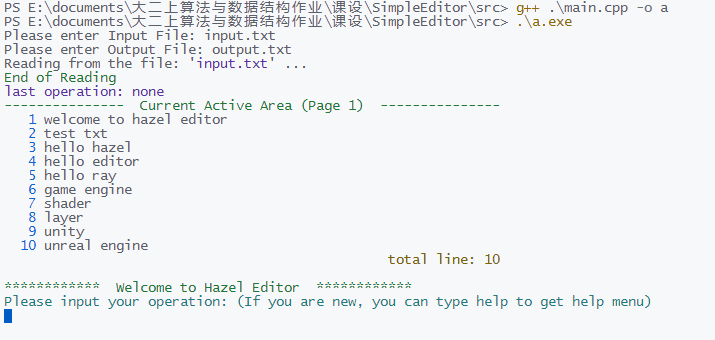 PS E:\documents\大二上算法与数据结构作业\课设\SimpleEditor\src> g++ .\main.cpp -o a
PS E:\documents\大二上算法与数据结构作业\课设\SimpleEditor\src> .\a.exe
Please enter Input File: input.txt
Please enter Output File: output.txt
Reading from the file: 'input.txt' ...
End of Reading
last operation: none
--------------- Current Active Area (Page 1) ---------------
1 welcome to hazel editor
2 test txt
3 hello hazel
4 hello editor
5 hello ray
6 game engine
7 shader
8 layer
9 unity
10 unreal engine
total line: 10
************ Welcome to Hazel Editor ************
Please input your operation: (If you are new, you can type help to get help menu)